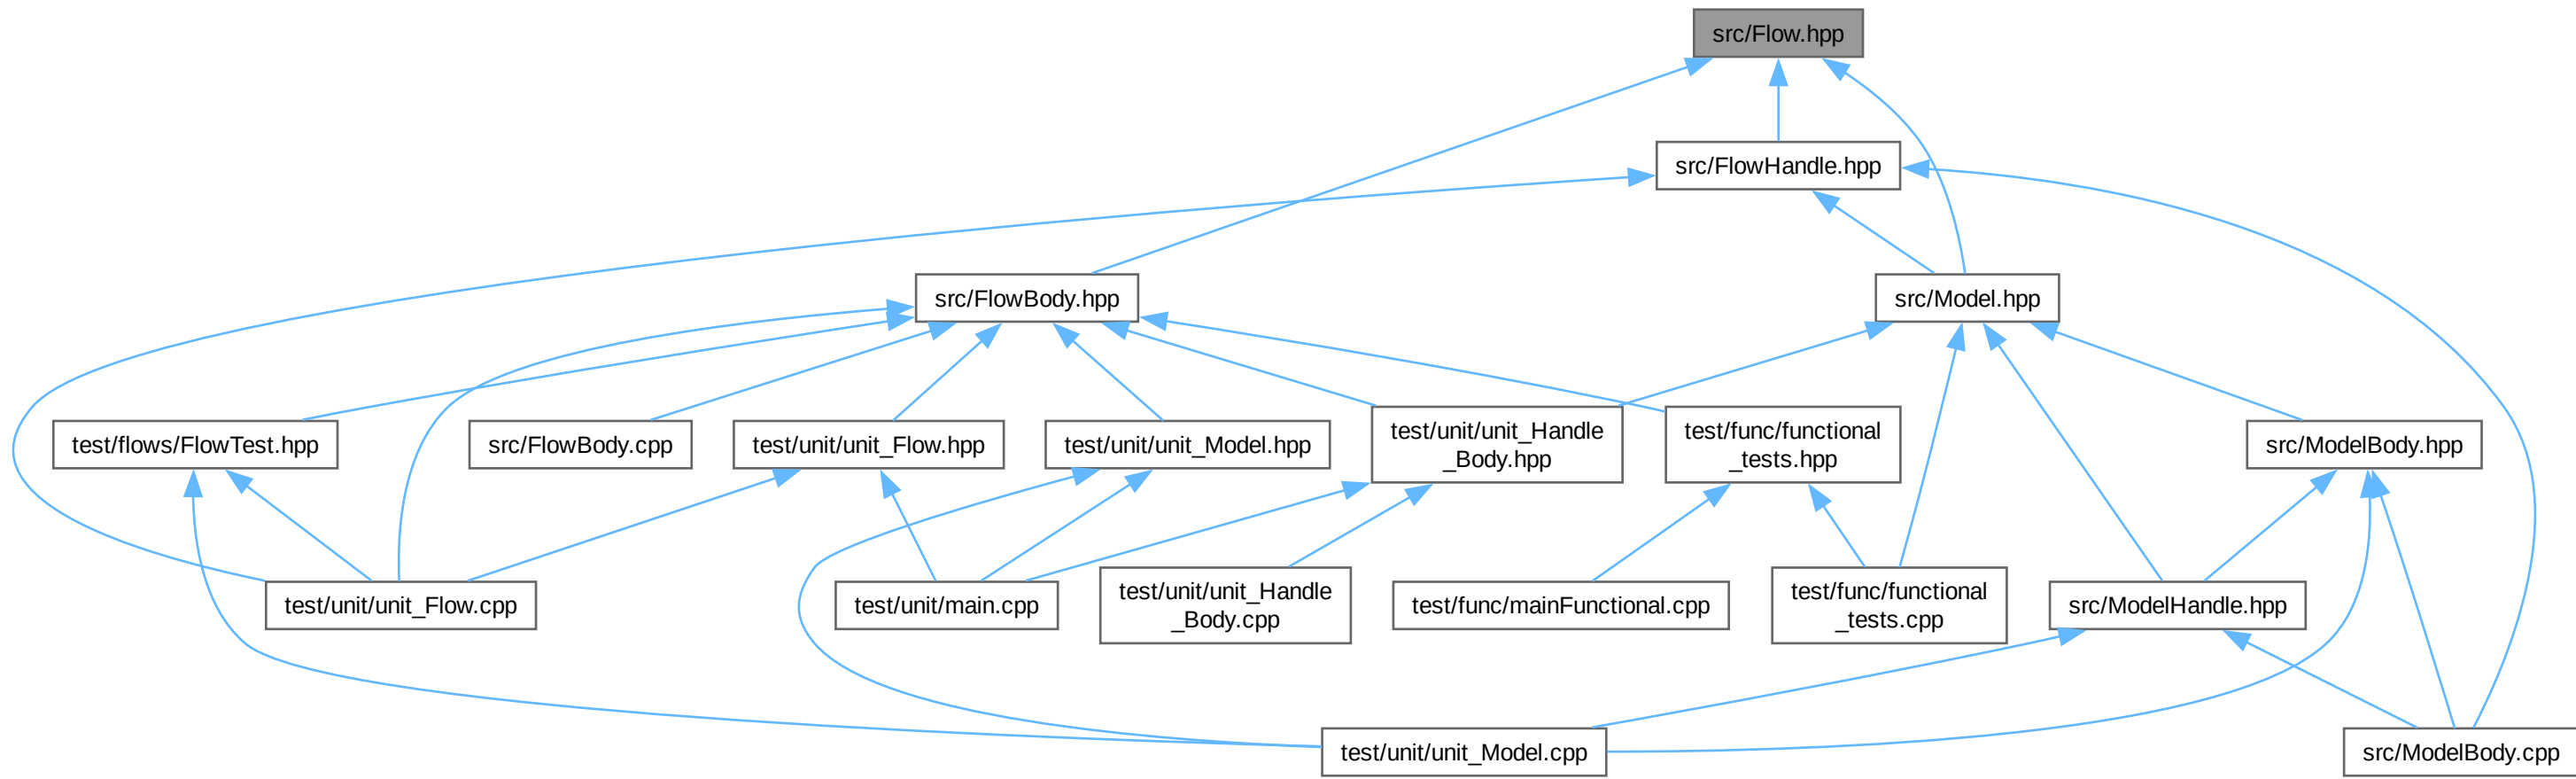 src/Flow.hpp
src/FlowHandle.hpp
src/FlowBody.hpp
src/Model.hpp
test/flows/FlowTest.hpp
src/FlowBody.cpp
test/unit/unit_Flow.hpp
test/unit/unit_Model.hpp
test/unit/unit_Handle
_Body.hpp
test/func/functional
_tests.hpp
src/ModelBody.hpp
test/unit/unit_Flow.cpp
test/unit/main.cpp
test/unit/unit_Handle
_Body.cpp
test/func/mainFunctional.cpp
test/func/functional
_tests.cpp
src/ModelHandle.hpp
test/unit/unit_Model.cpp
src/ModelBody.cpp